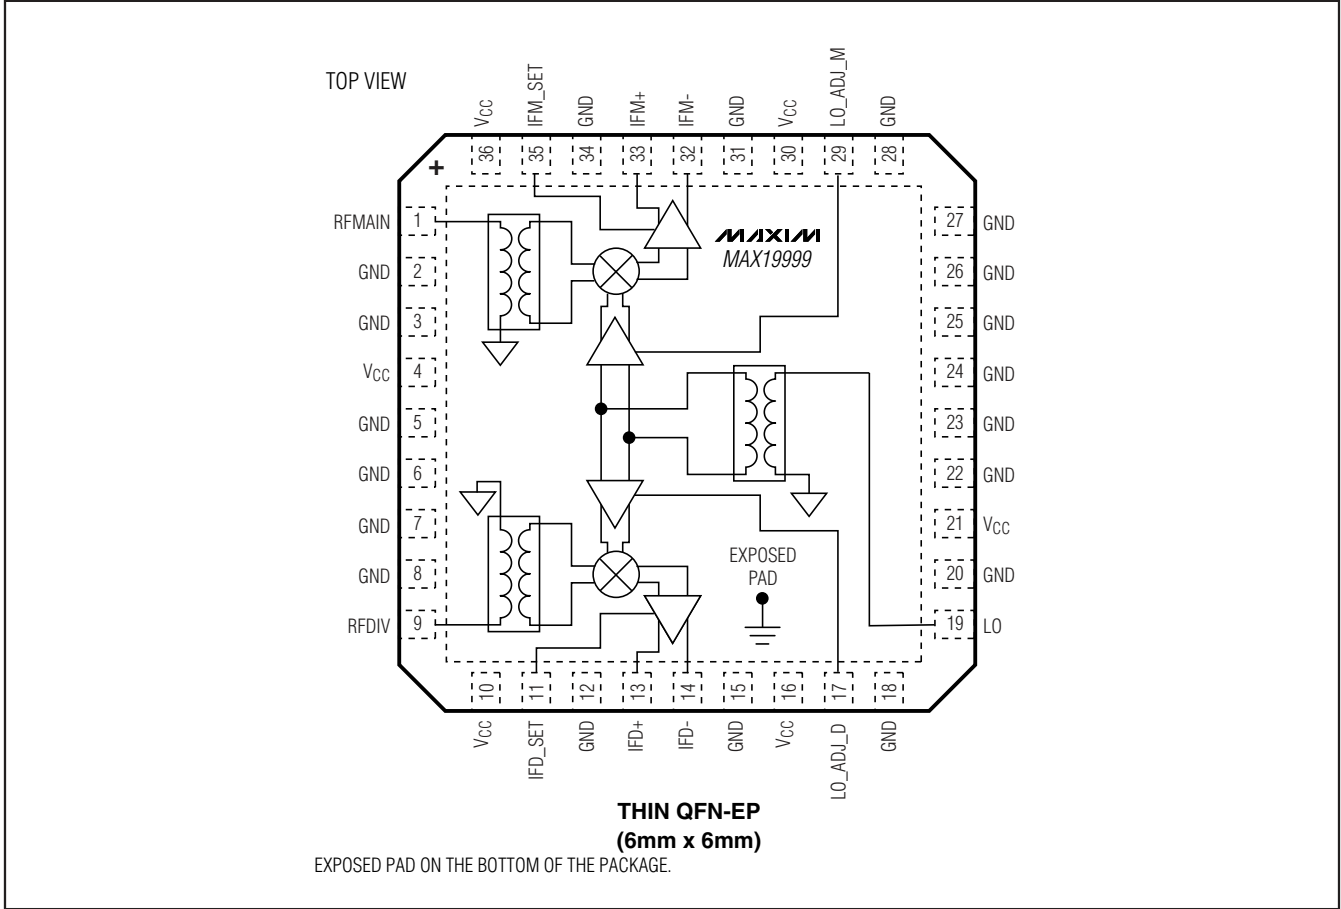 TOP VIEW
VCC
IFM_SET
GND
IFM+
IFM-
GND
VCC
LO_ADJ_M
GND
36
35
34
33
32
31
30
29
28
+
RFMAIN 1
GND 2
GND 3
VCC 4
GND 5
GND 6
GND 7
GND 8
RFDIV 9
MAXIM
MAX19999
27 GND
26 GND
25 GND
24 GND
23 GND
22 GND
21 VCC
20 GND
19 LO
EXPOSED
PAD
10
11
12
13
14
15
16
17
18
VCC
IFD_SET
GND
IFD+
IFD-
GND
VCC
LO_ADJ_D
GND
THIN QFN-EP
(6mm x 6mm)
EXPOSED PAD ON THE BOTTOM OF THE PACKAGE.